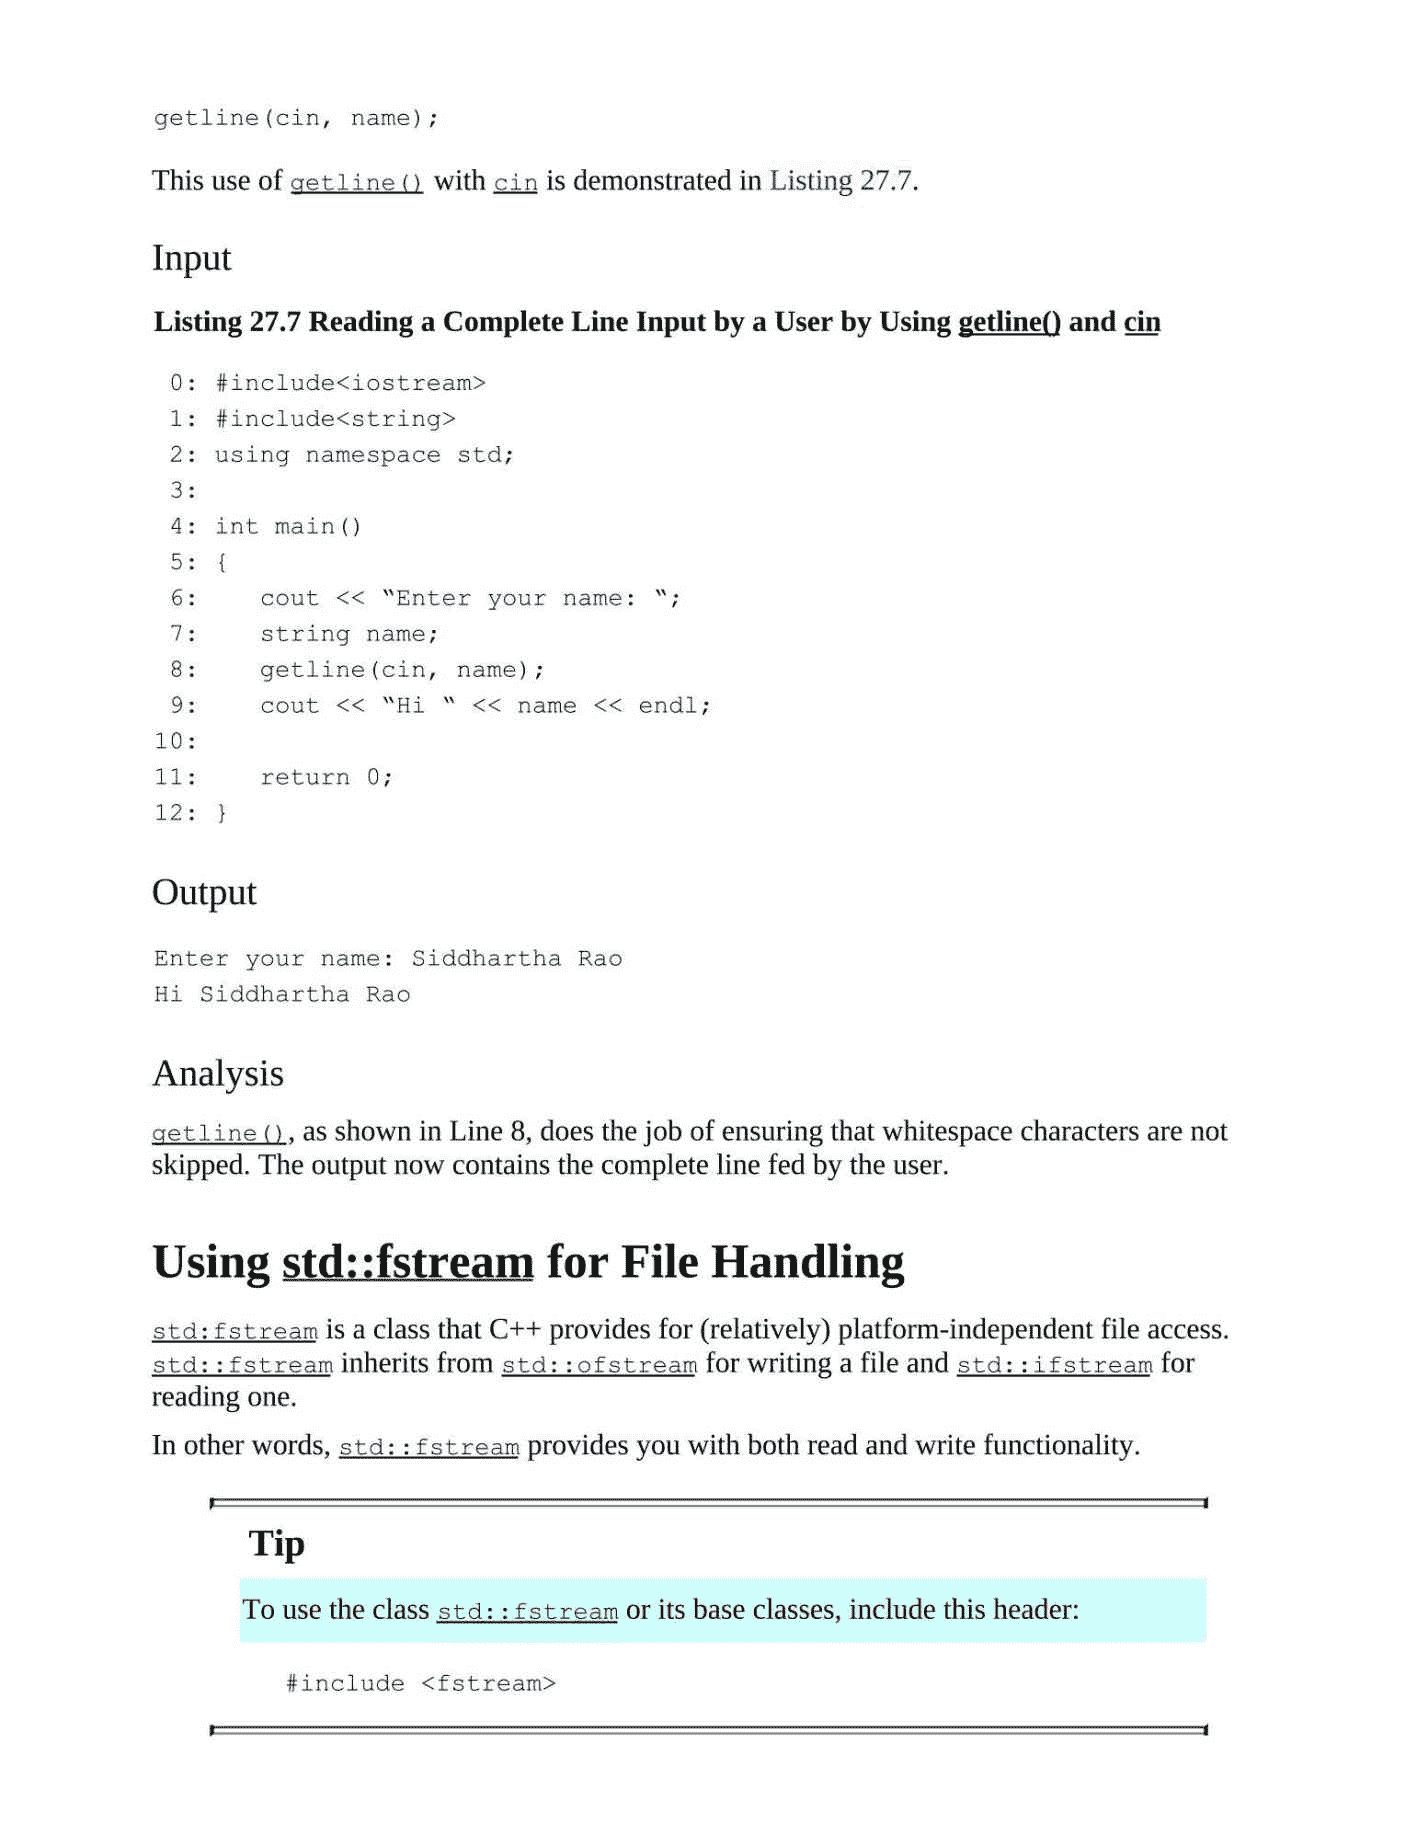 getline(cin, name);
This use of getline() with cin is demonstrated in Listing 27.7.
Input
Listing 27.7 Reading a Complete Line Input by a User by Using getline() and cin
0: #include<iostream>
1: #include<string>
2: using namespace std;
3:
4: int main()
5: {
6:    cout << “Enter your name: “;
7:    string name;
8:    getline(cin, name);
9:    cout << “Hi “ << name << endl;
10:
11:    return 0;
12: }
Output
Enter your name: Siddhartha Rao
Hi Siddhartha Rao
Analysis
getline(), as shown in Line 8, does the job of ensuring that whitespace characters are not
skipped. The output now contains the complete line fed by the user.
Using std::fstream for File Handling
std:fstream is a class that C++ provides for (relatively) platform-independent file access.
std::fstream inherits from std::ofstream for writing a file and std::ifstream for
reading one.
In other words, std::fstream provides you with both read and write functionality.
Tip
To use the class std::fstream or its base classes, include this header:
#include <fstream>